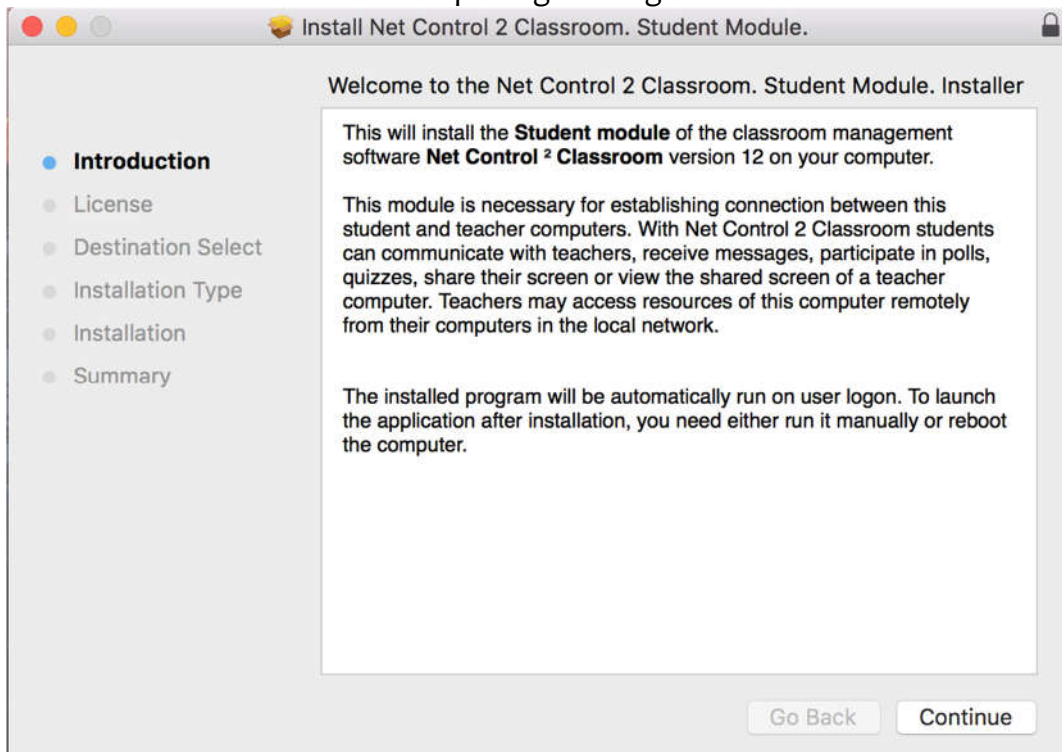 Install Net Control 2 Classroom. Student Module.
Welcome to the Net Control 2 Classroom. Student Module. Installer
Introduction
License
Destination Select
Installation Type
Installation
Summary
This will install the Student module of the classroom management
software Net Control ² Classroom version 12 on your computer.
This module is necessary for establishing connection between this
student and teacher computers. With Net Control 2 Classroom students
can communicate with teachers, receive messages, participate in polls,
quizzes, share their screen or view the shared screen of a teacher
computer. Teachers may access resources of this computer remotely
from their computers in the local network.
The installed program will be automatically run on user logon. To launch
the application after installation, you need either run it manually or reboot
the computer.
Go Back
Continue